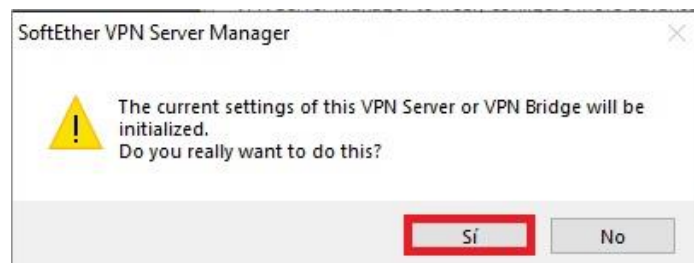 SoftEther VPN Server Manager
The current settings of this VPN Server or VPN Bridge will be
initialized.
Do you really want to do this?
Sí
No